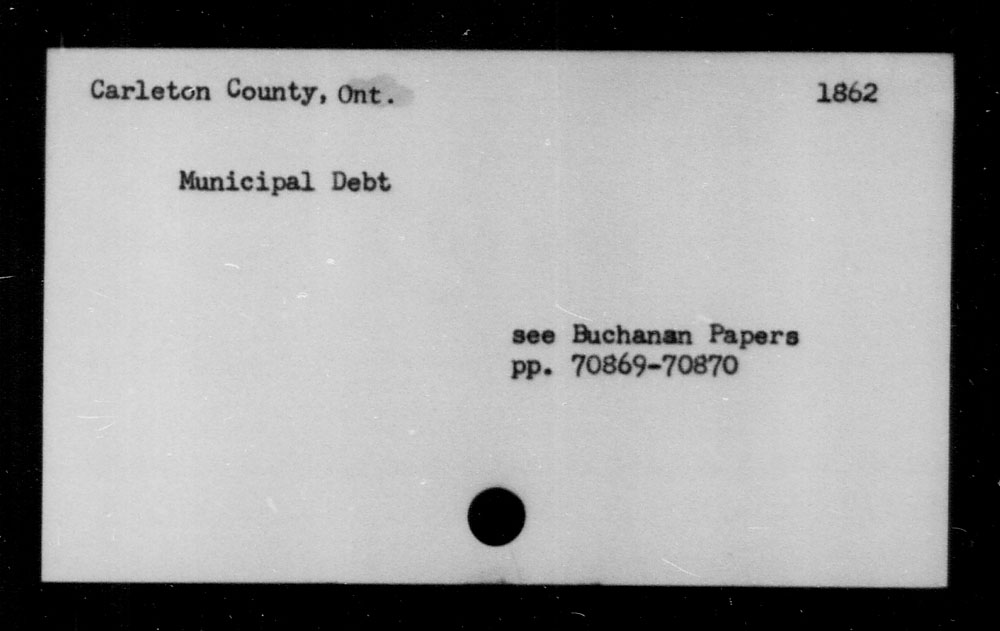 Carleton County, Ont. 1862
Municipal Debt
see Buchanan Papers
pp. 70869-70870